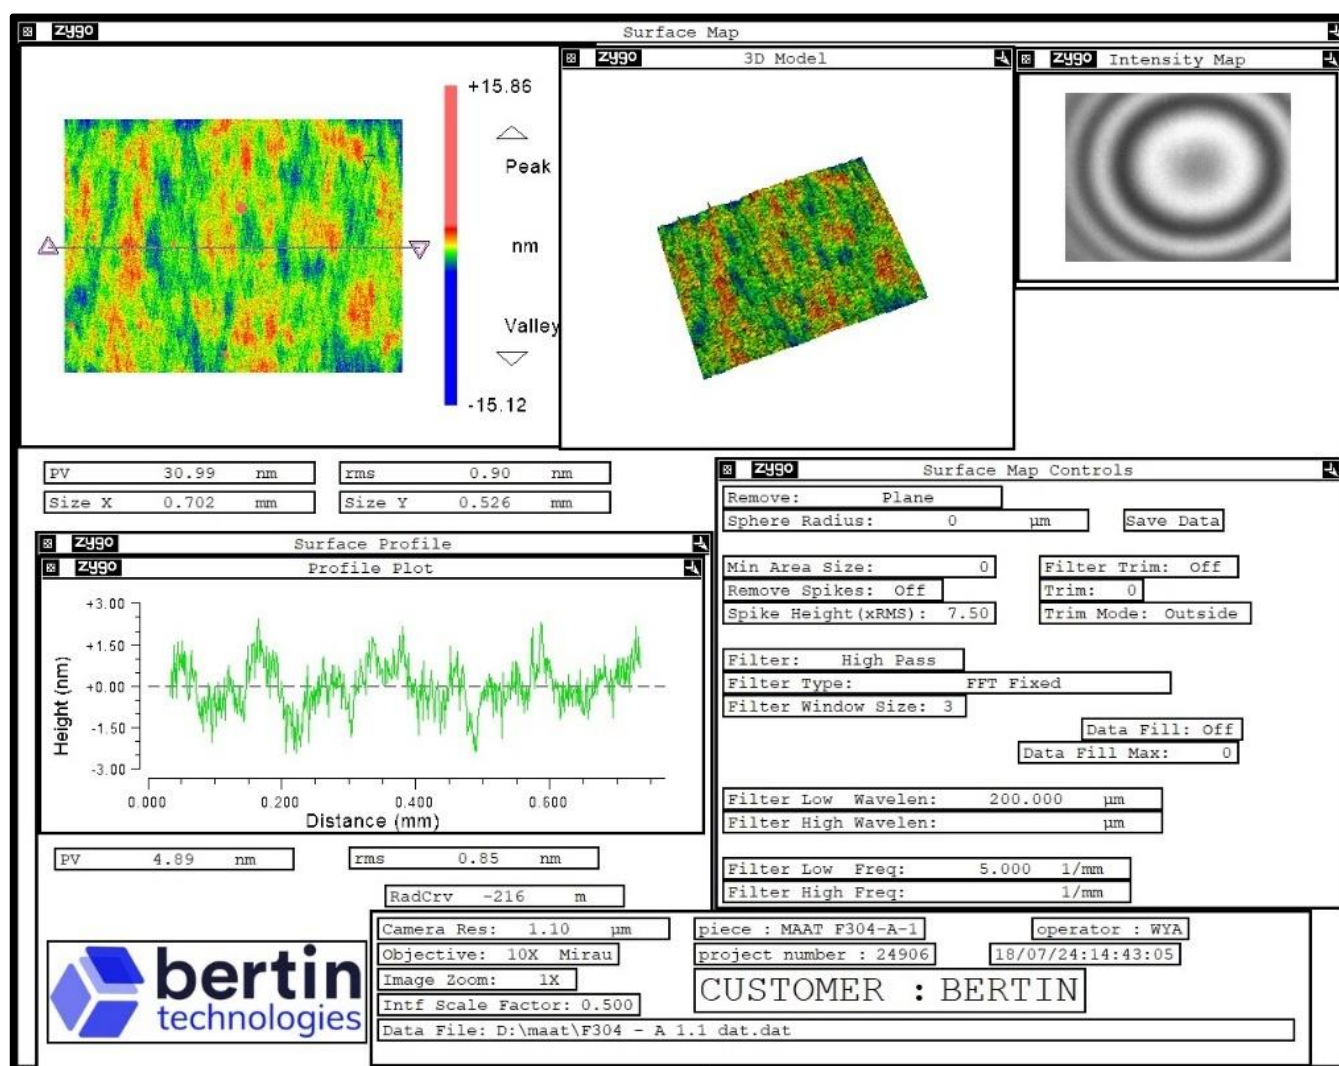 zygo Surface Map
+15.86
Peak
nm
Valley
-15.12
zygo 3D Model
zygo Intensity Map
PV 30.99 nm
rms 0.90 nm
Size X 0.702 mm
Size Y 0.526 mm
zygo Surface Profile
zygo Profile Plot
Height (nm)
+3.00
+1.50
+0.00
-1.50
-3.00
0.000 0.200 0.400 0.600
Distance (mm)
PV 4.89 nm
rms 0.85 nm
RadCrv -216 m
zygo Surface Map Controls
Remove: Plane
Sphere Radius: 0 µm
Save Data
Min Area Size: 0
Filter Trim: Off
Remove Spikes: Off
Trim: 0
Spike Height(xRMS): 7.50
Trim Mode: Outside
Filter: High Pass
Filter Type: FFT Fixed
Filter Window Size: 3
Data Fill: Off
Data Fill Max: 0
Filter Low Wavelen: 200.000 µm
Filter High Wavelen: µm
Filter Low Freq: 5.000 1/mm
Filter High Freq: 1/mm
bertin
technologies
Camera Res: 1.10 µm
Objective: 10X Mirau
Image Zoom: 1X
Intf Scale Factor: 0.500
piece : MAAT F304-A-1
operator : WYA
project number : 24906
18/07/24:14:43:05
CUSTOMER : BERTIN
Data File: D:\maat\F304 - A 1.1 dat.dat